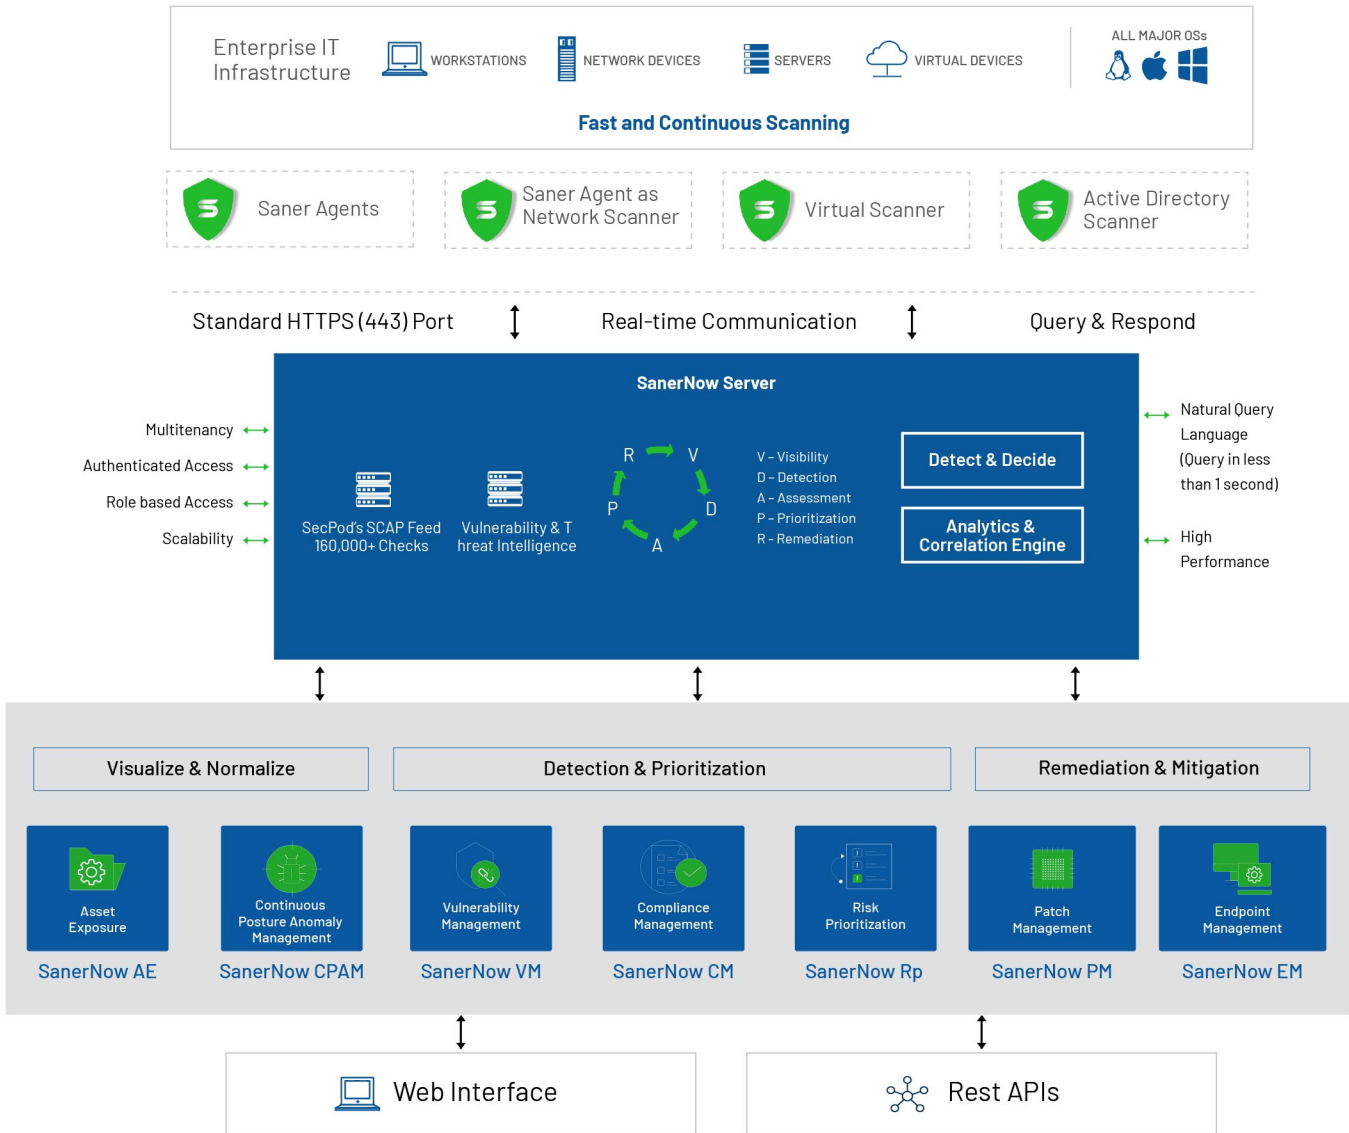 Enterprise IT
Infrastructure
WORKSTATIONS
NETWORK DEVICES
SERVERS
VIRTUAL DEVICES
ALL MAJOR OSs
Fast and Continuous Scanning
S
Saner Agents
S
Saner Agent as
Network Scanner
S
Virtual Scanner
S
Active Directory
Scanner
Standard HTTPS (443) Port
Real-time Communication
Query & Respond
SanerNow Server
Multitenancy
Authenticated Access
Role based Access
Scalability
SecPod's SCAP Feed
160,000+ Checks
Vulnerability & T
hreat Intelligence
R
V
P
D
A
V – Visibility
D – Detection
A – Assessment
P – Prioritization
R - Remediation
Detect & Decide
Analytics &
Correlation Engine
Natural Query
Language
(Query in less
than 1 second)
High
Performance
Visualize & Normalize
Detection & Prioritization
Remediation & Mitigation
Asset
Exposure
Continuous
Posture Anomaly
Management
Vulnerability
Management
Compliance
Management
Risk
Prioritization
Patch
Management
Endpoint
Management
SanerNow AE
SanerNow CPAM
SanerNow VM
SanerNow CM
SanerNow Rp
SanerNow PM
SanerNow EM
Web Interface
Rest APIs